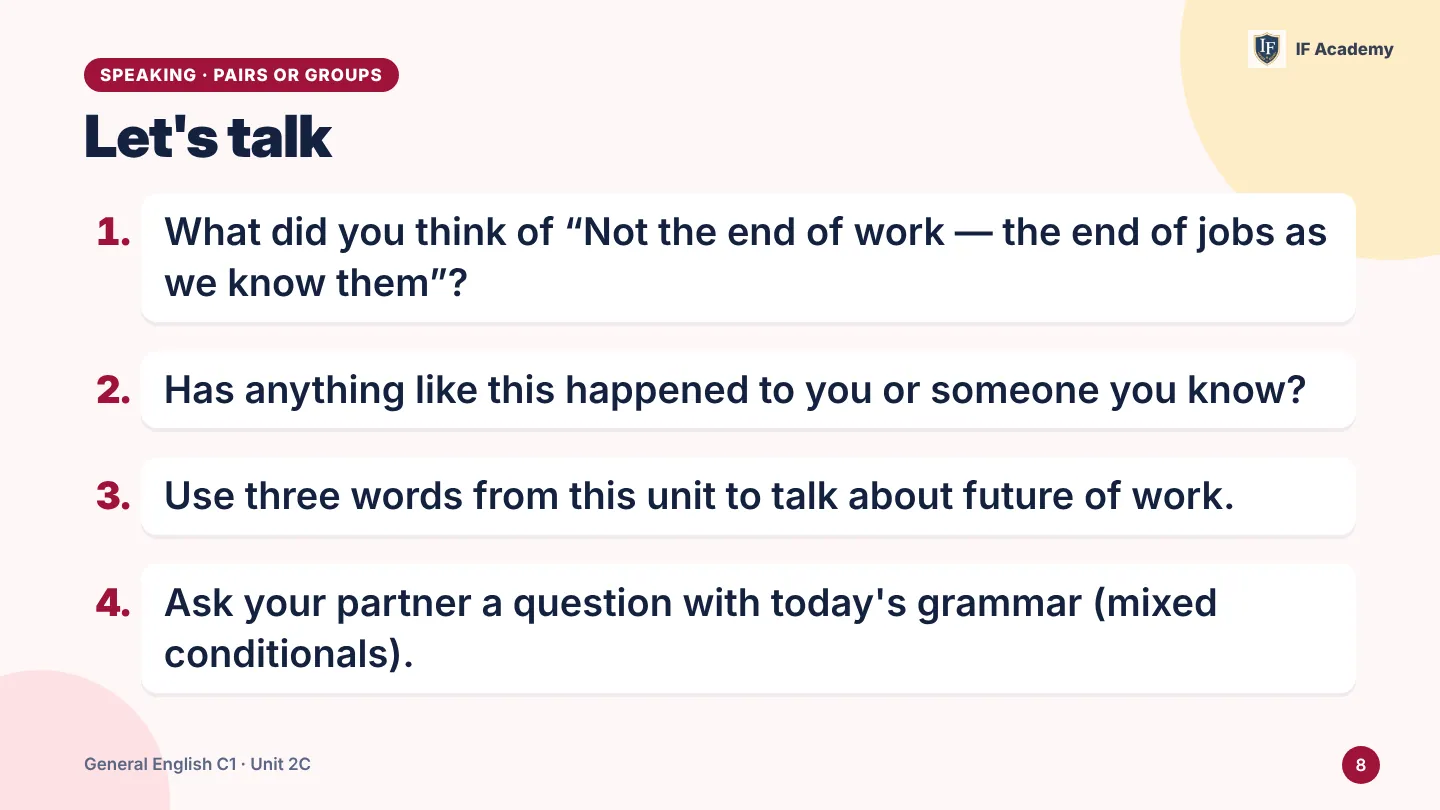 IF
IF Academy
SPEAKING · PAIRS OR GROUPS
Let's talk
1. What did you think of “Not the end of work — the end of jobs as
we know them”?
2. Has anything like this happened to you or someone you know?
3. Use three words from this unit to talk about future of work.
4. Ask your partner a question with today's grammar (mixed
conditionals).
General English C1 · Unit 2C
8